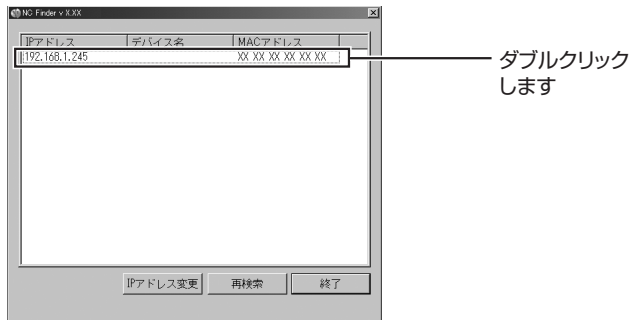 NC Finder v X.XX
IPアドレス デバイス名 MACアドレス
192.168.1.245 XX XX XX XX XX XX
ダブルクリック
します
IPアドレス変更 再検索 終了